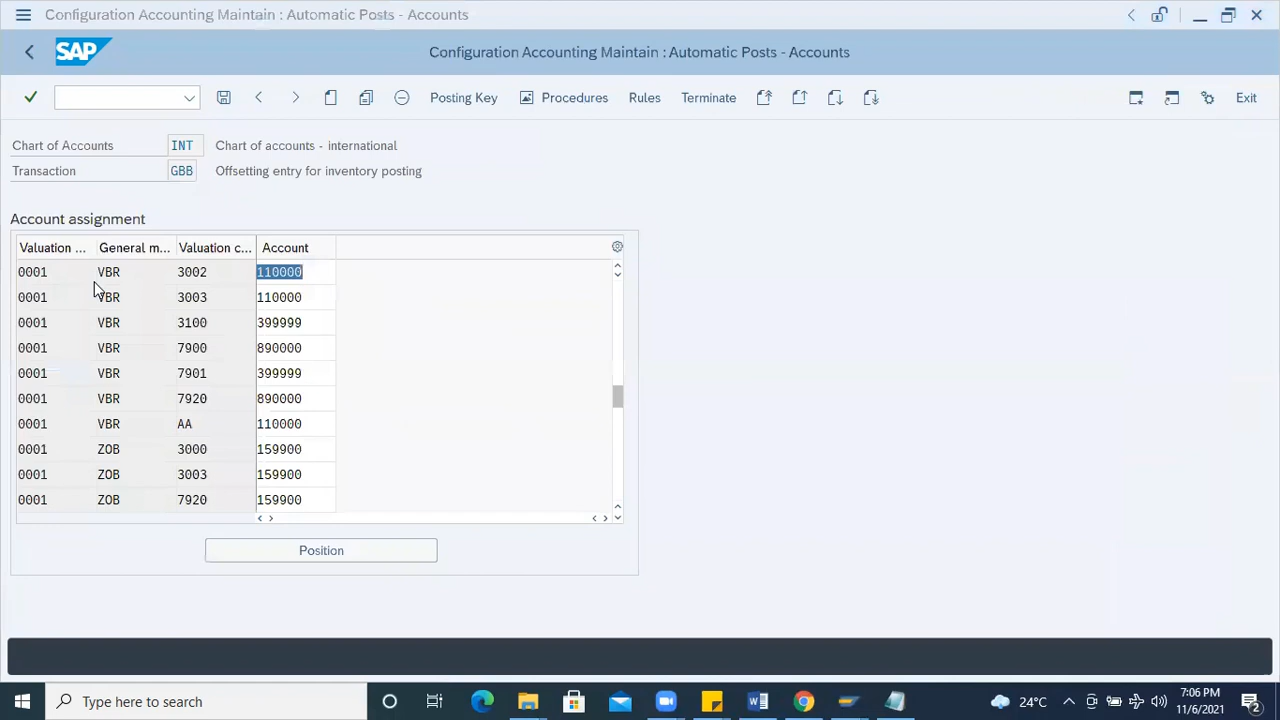 Configuration Accounting Maintain : Automatic Posts - Accounts
SAP
Configuration Accounting Maintain : Automatic Posts - Accounts
Posting Key Procedures Rules Terminate Exit
Chart of Accounts INT Chart of accounts - international
Transaction GBB Offsetting entry for inventory posting
Account assignment
Valuation ... General m... Valuation c... Account
0001 VBR 3002 110000
0001 VBR 3003 110000
0001 VBR 3100 399999
0001 VBR 7900 890000
0001 VBR 7901 399999
0001 VBR 7920 890000
0001 VBR AA 110000
0001 ZOB 3000 159900
0001 ZOB 3003 159900
0001 ZOB 7920 159900
Position
Type here to search
24°C
7:06 PM
11/6/2021
2